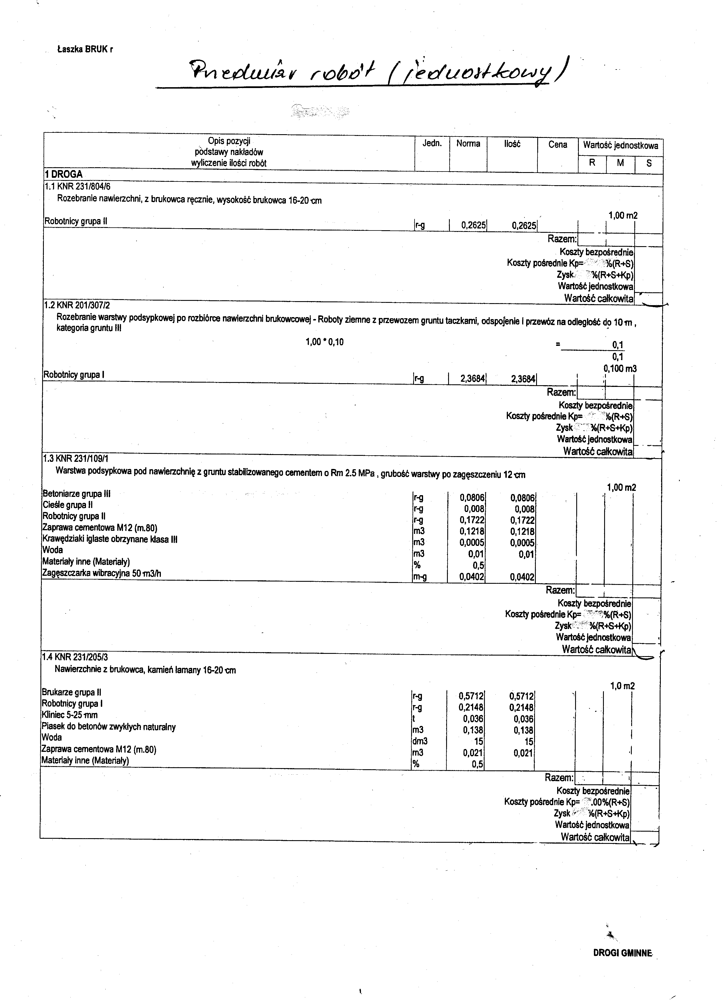 Łaszka BRUK r
Przedmiar robót (jednostkowy)
Opis pozycji
podstawy nakładów
wyliczenie ilości robót
Jedn. Norma Ilość Cena Wartość jednostkowa
R M S
1 DROGA
1.1 KNR 231/804/6
Rozebranie nawierzchni, z brukowca ręcznie, wysokość brukowca 16-20 cm
1,00 m2
Robotnicy grupa II r-g 0,2625 0,2625
Razem:
Koszty bezpośrednie
Koszty pośrednie Kp= %(R+S)
Zysk %(R+S+Kp)
Wartość jednostkowa
Wartość całkowita
1.2 KNR 201/307/2
Rozebranie warstwy podsypkowej po rozbiórce nawierzchni brukowcowej - Roboty ziemne z przewozem gruntu taczkami, odspojenie i przewóz na odległość do 10 m ,
kategoria gruntu III
1,00 * 0,10 = 0,1
0,1
0,100 m3
Robotnicy grupa I r-g 2,3684 2,3684
Razem:
Koszty bezpośrednie
Koszty pośrednie Kp= %(R+S)
Zysk %(R+S+Kp)
Wartość jednostkowa
Wartość całkowita
1.3 KNR 231/109/1
Warstwa podsypkowa pod nawierzchnię z gruntu stabilizowanego cementem o Rm 2.5 MPa , grubość warstwy po zagęszczeniu 12 cm
1,00 m2
Betoniarze grupa III r-g 0,0806 0,0806
Cieśle grupa II r-g 0,008 0,008
Robotnicy grupa II r-g 0,1722 0,1722
Zaprawa cementowa M12 (m.80) m3 0,1218 0,1218
Krawędziaki iglaste obrzynane klasa III m3 0,0005 0,0005
Woda m3 0,01 0,01
Materiały inne (Materiały) % 0,5
Zagęszczarka wibracyjna 50 m3/h m-g 0,0402 0,0402
Razem:
Koszty bezpośrednie
Koszty pośrednie Kp= %(R+S)
Zysk %(R+S+Kp)
Wartość jednostkowa
Wartość całkowita
1.4 KNR 231/205/3
Nawierzchnie z brukowca, kamień łamany 16-20 cm
1,0 m2
Brukarze grupa II r-g 0,5712 0,5712
Robotnicy grupa I r-g 0,2148 0,2148
Kliniec 5-25 mm t 0,036 0,036
Piasek do betonów zwykłych naturalny m3 0,138 0,138
Woda dm3 15 15
Zaprawa cementowa M12 (m.80) m3 0,021 0,021
Materiały inne (Materiały) % 0,5
Razem:
Koszty bezpośrednie
Koszty pośrednie Kp= .00%(R+S)
Zysk %(R+S+Kp)
Wartość jednostkowa
Wartość całkowita
DROGI GMINNE